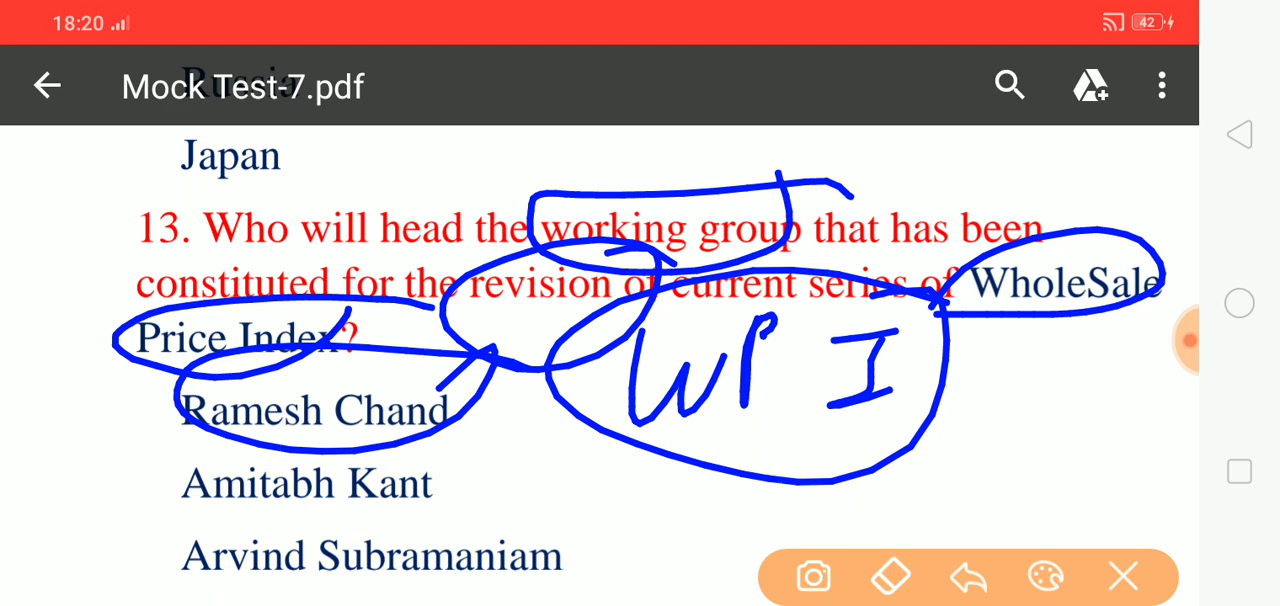 18:20 42
Russia
Mock Test-7.pdf
Japan
13. Who will head the working group that has been
constituted for the revision of current series of WholeSale
Price Index?
WPI
Ramesh Chand
Amitabh Kant
Arvind Subramaniam